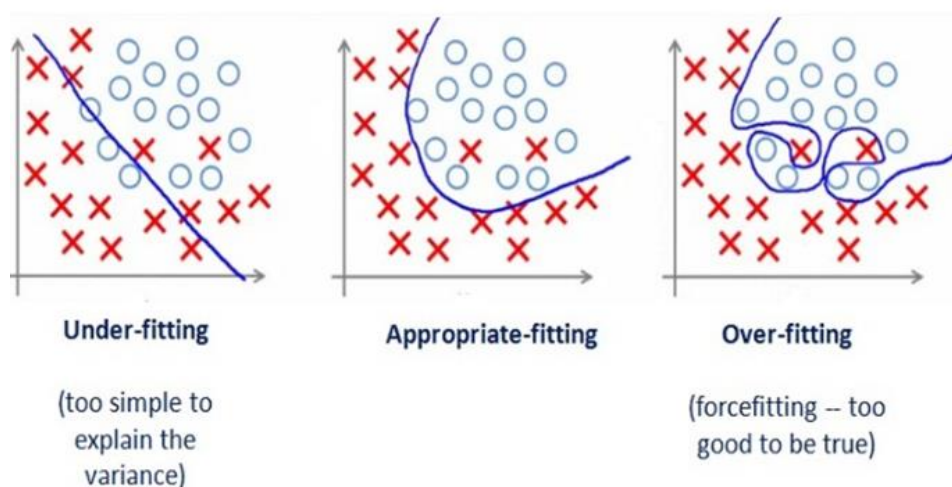 Under-fitting
Appropriate-fitting
Over-fitting
(too simple to
explain the
variance)
(forcefitting -- too
good to be true)